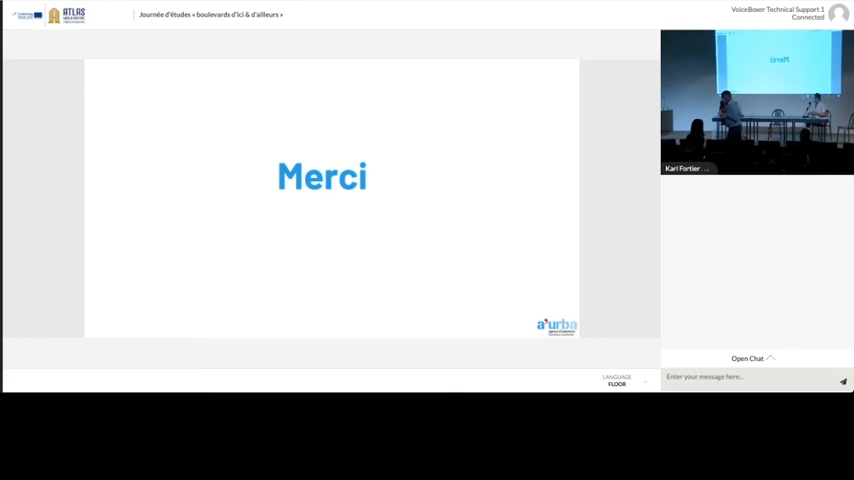 ATLAS
Journée d'études « boulevards d'ici & d'ailleurs »
VoiceBoxer Technical Support 1
Connected
Merci
Merci
Karl Fortier ...
a'urba
Open Chat
Enter your message here...
LANGUAGE
FLOOR